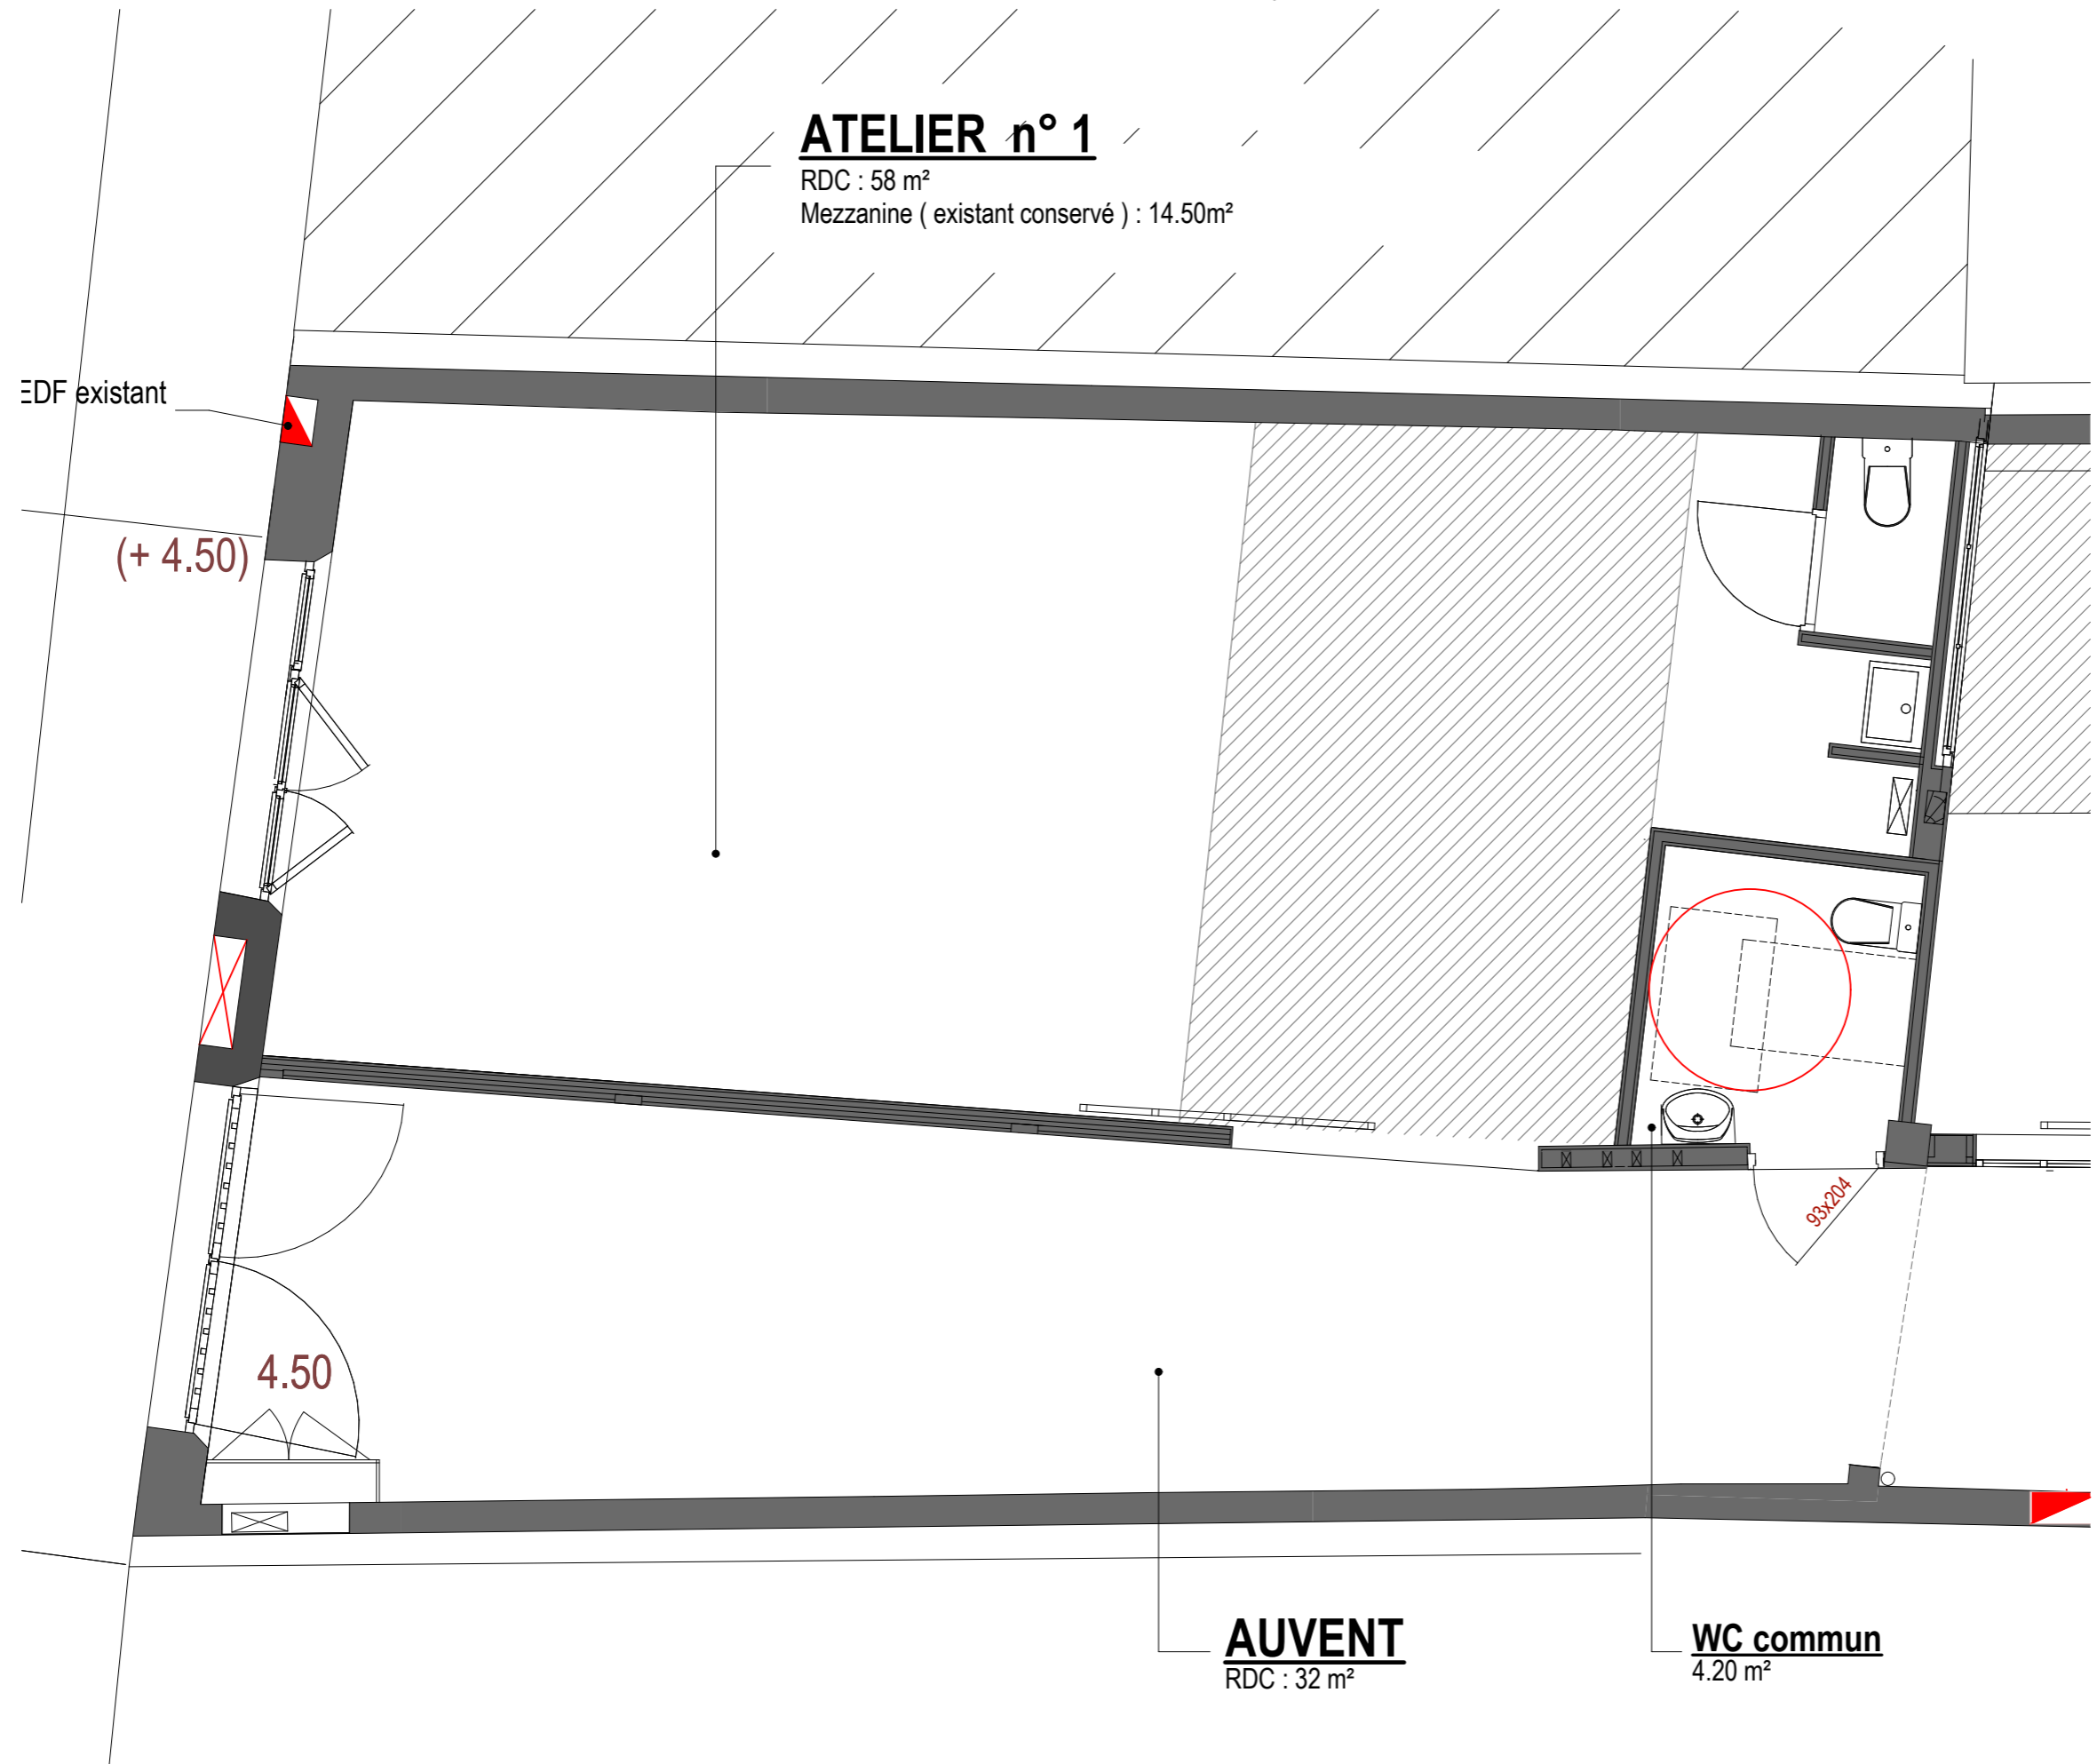 ATELIER n° 1
RDC : 58 m²
Mezzanine ( existant conservé ) : 14.50m²
EDF existant
(+ 4.50)
93x204
4.50
AUVENT
RDC : 32 m²
WC commun
4.20 m²